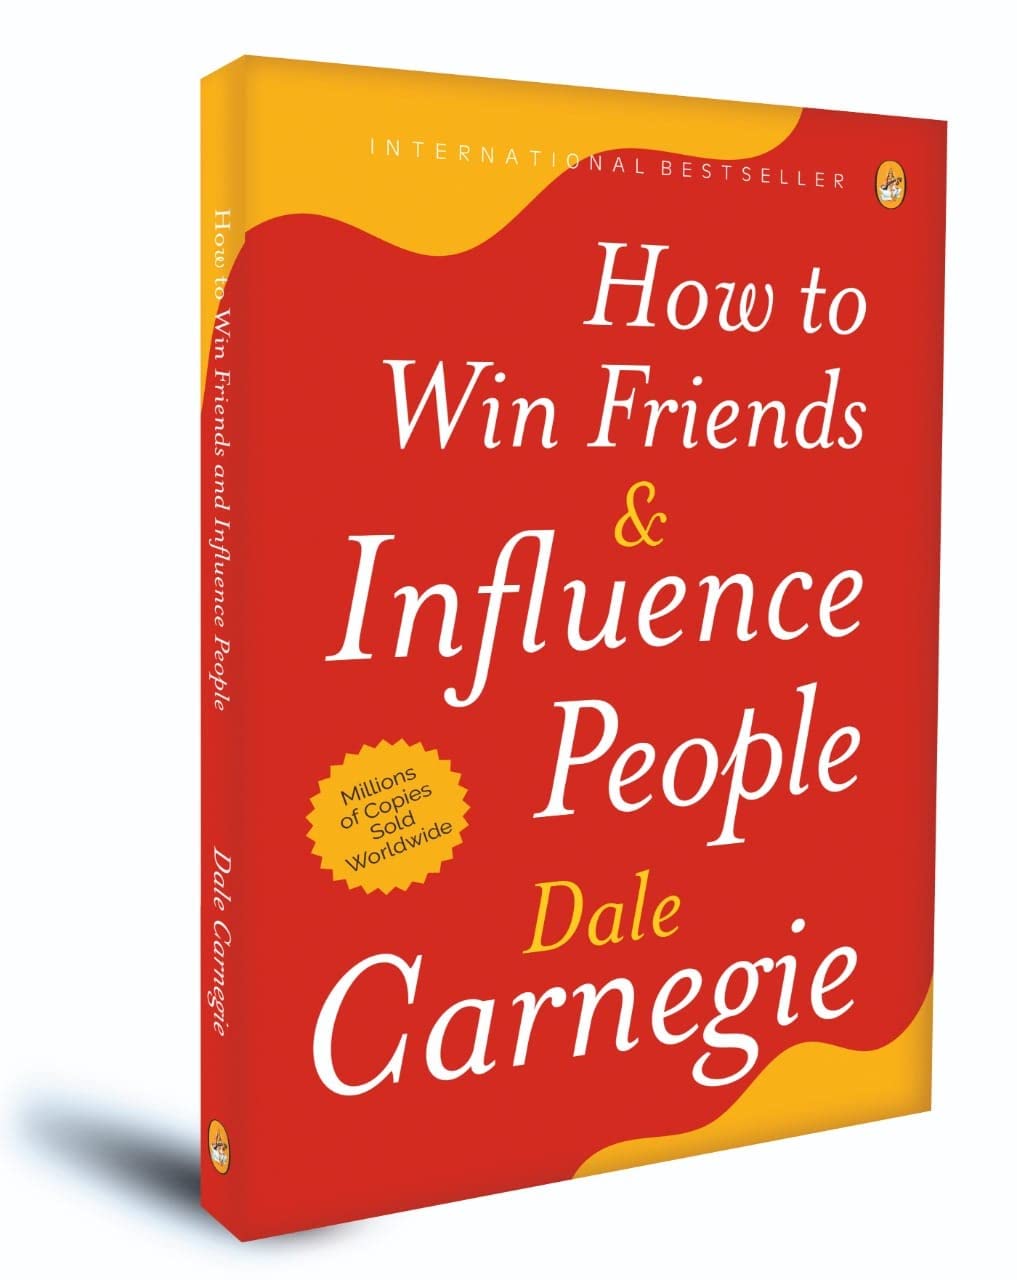 INTERNATIONAL BESTSELLER
How to
Win Friends
&
Influence
People
Millions
of Copies
Sold
Worldwide
Dale
Carnegie
How to Win Friends and Influence People
Dale Carnegie